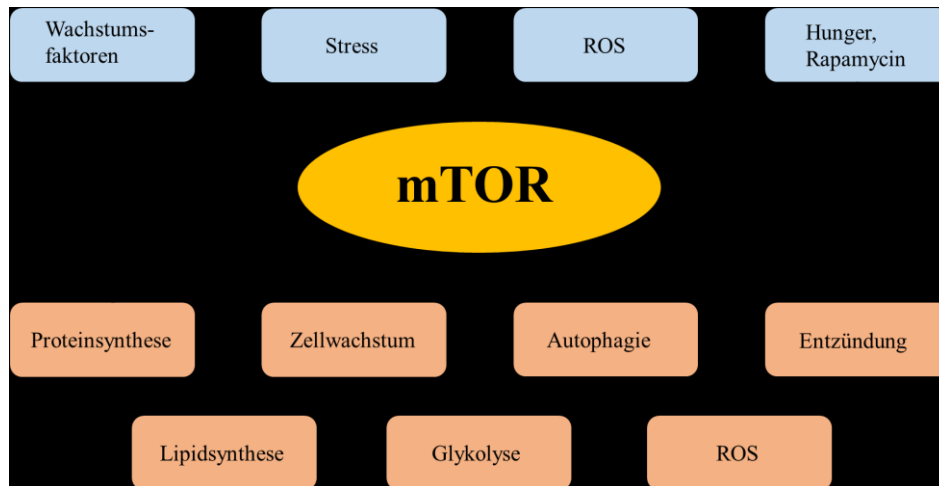 Wachstums-
faktoren
Stress
ROS
Hunger,
Rapamycin
mTOR
Proteinsynthese
Zellwachstum
Autophagie
Entzündung
Lipidsynthese
Glykolyse
ROS